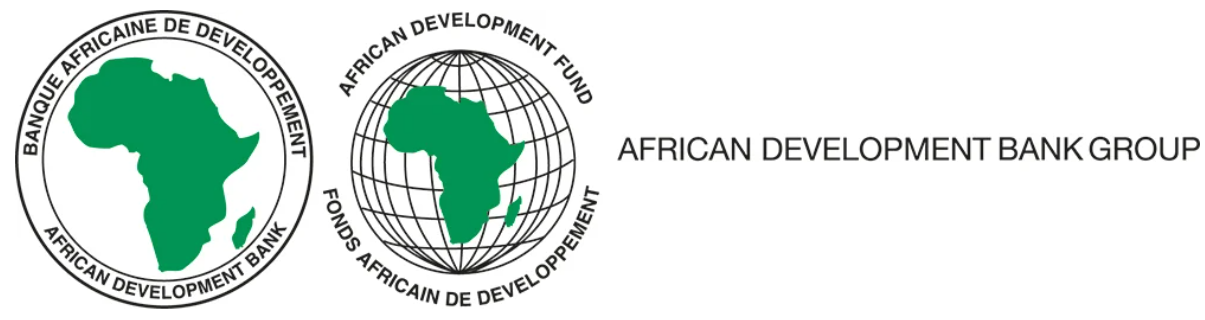 BANQUE AFRICAINE DE DEVELOPPEMENT
AFRICAN DEVELOPMENT BANK
AFRICAN DEVELOPMENT FUND
FONDS AFRICAIN DE DEVELOPPEMENT
AFRICAN DEVELOPMENT BANK GROUP